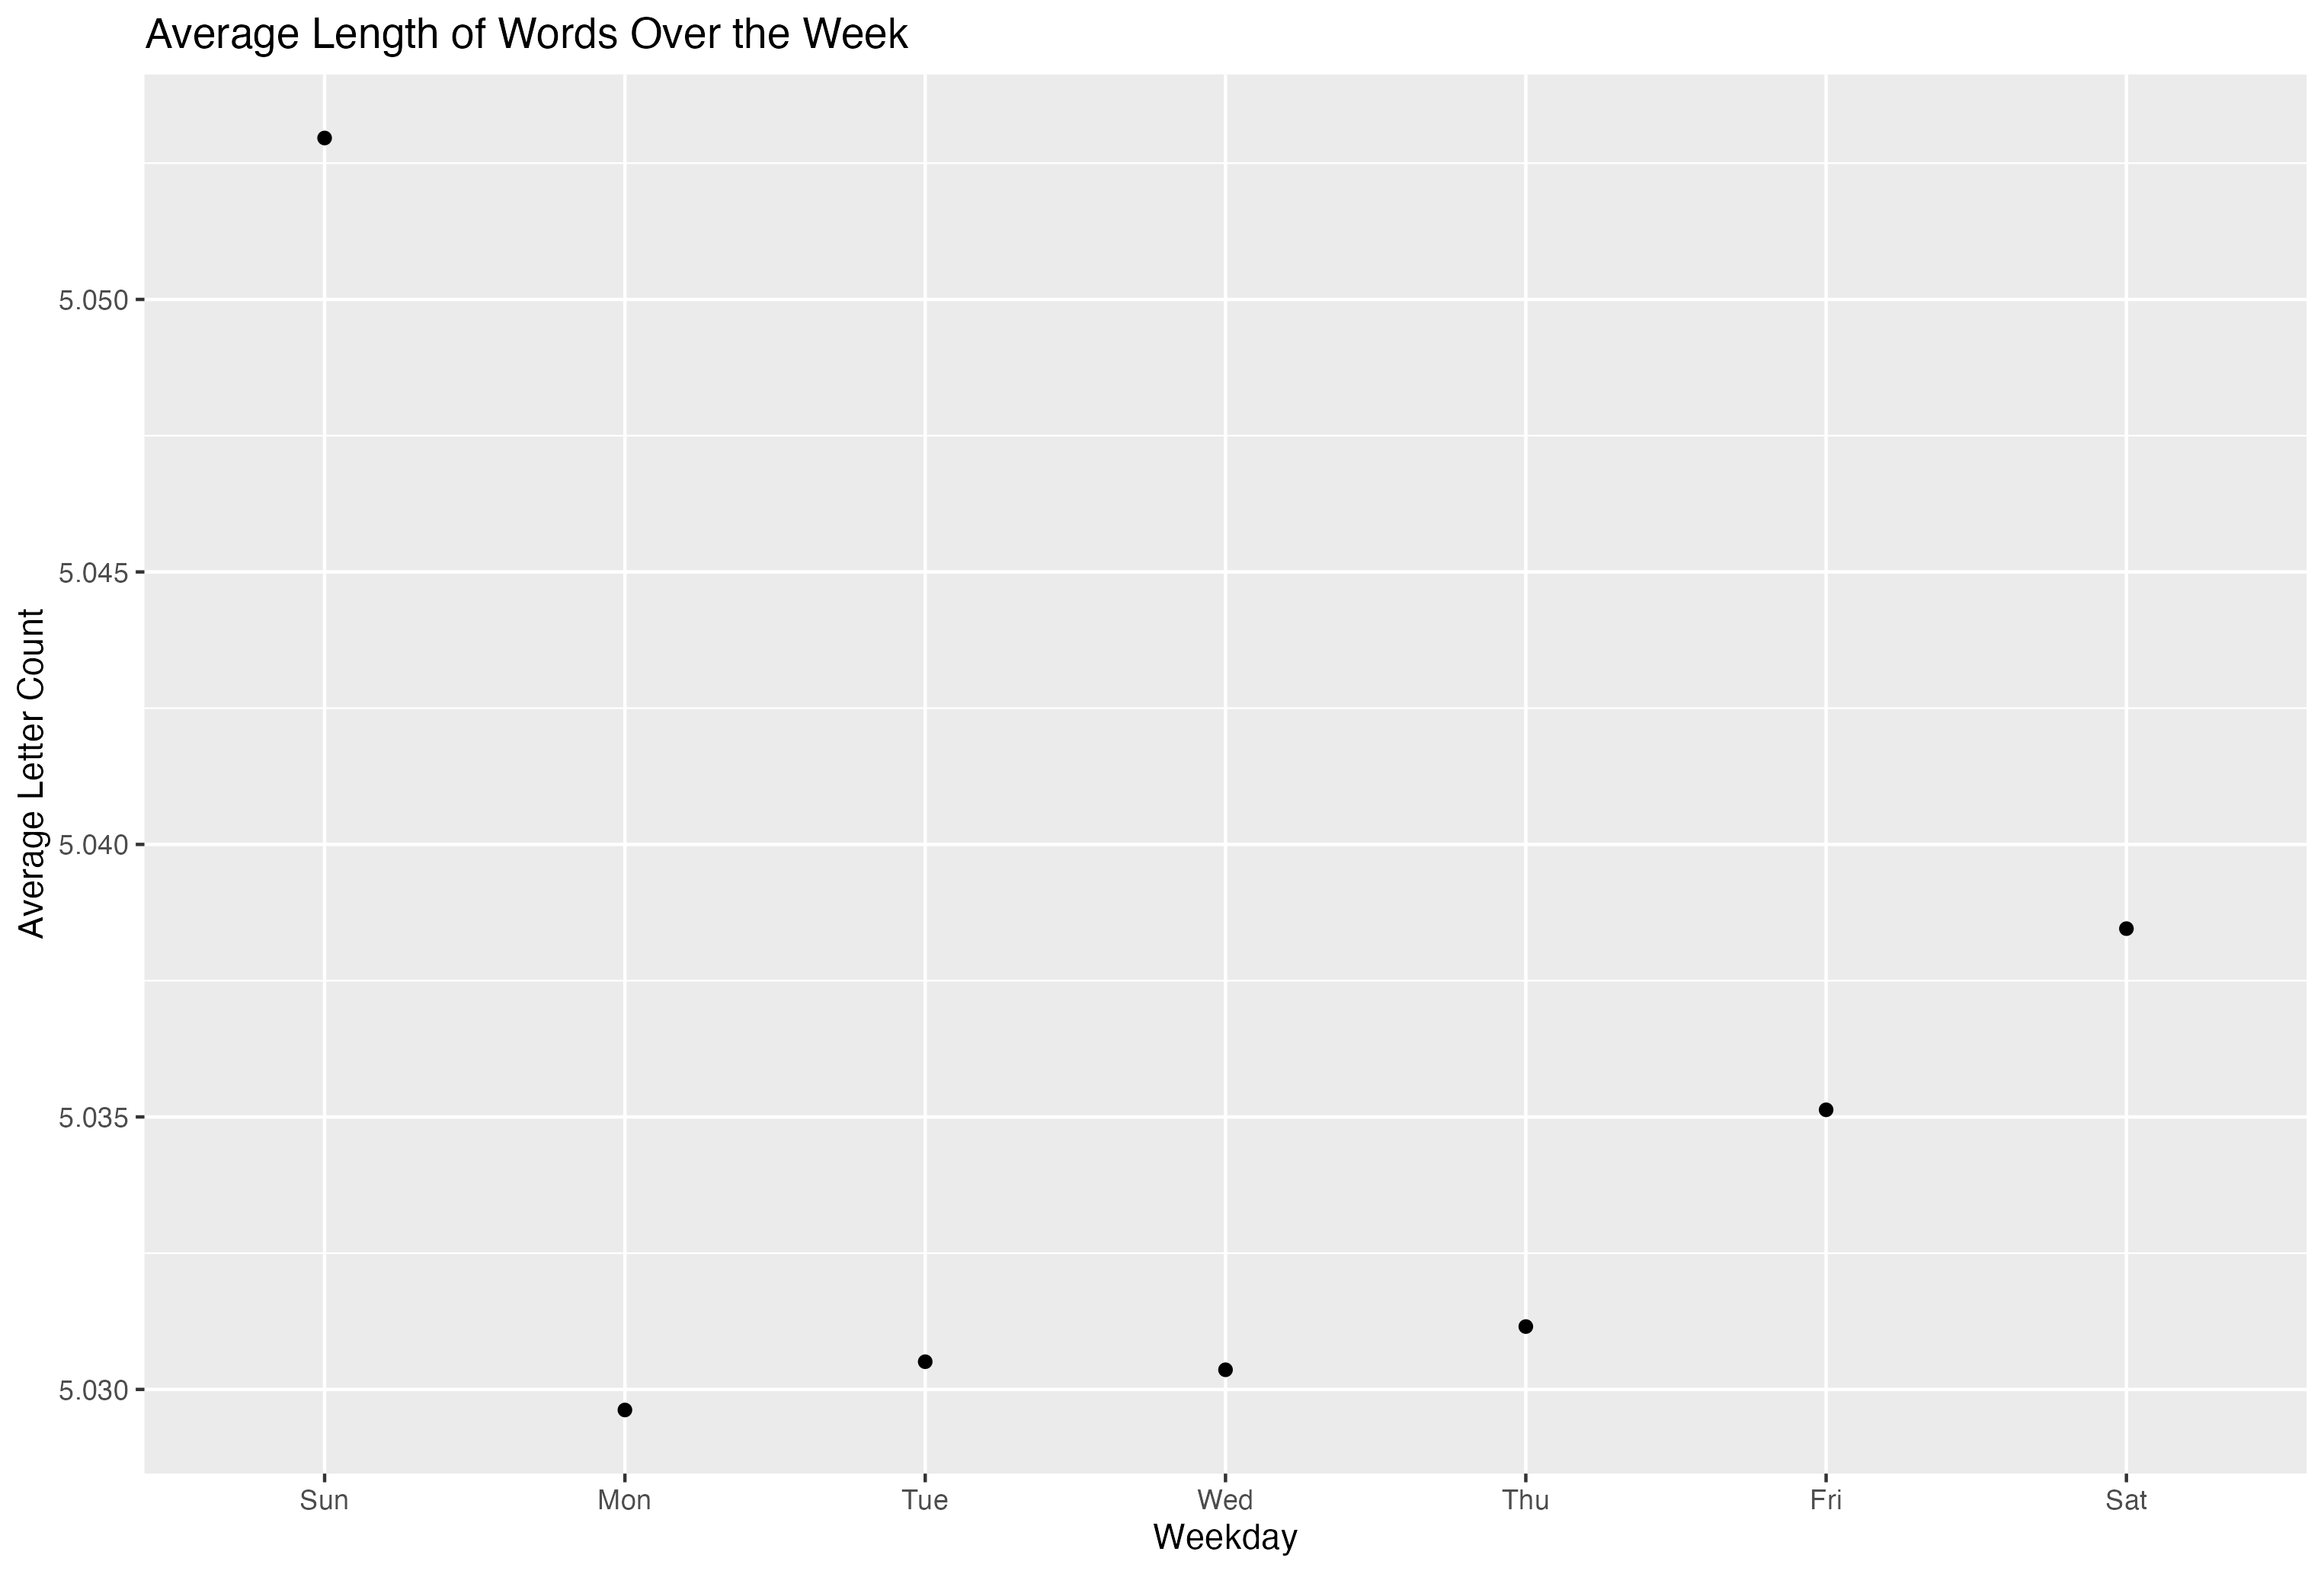 Average Length of Words Over the Week
Average Letter Count
5.050
5.045
5.040
5.035
5.030
Sun Mon Tue Wed Thu Fri Sat
Weekday